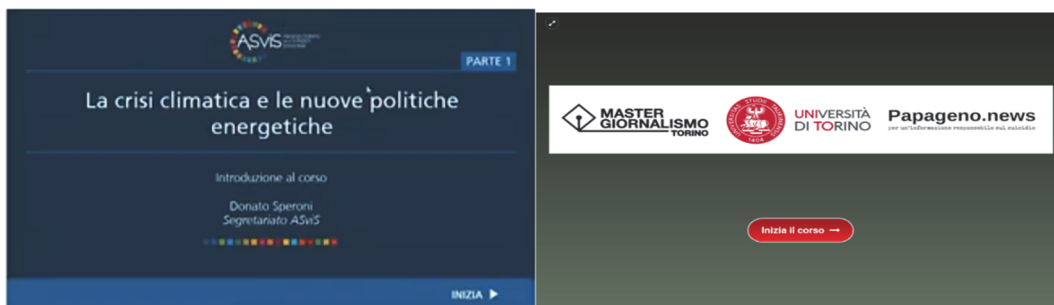 ASviS
PARTE 1
La crisi climatica e le nuove politiche
energetiche
Introduzione al corso
Donato Speroni
Segretariato ASviS
INIZIA
MASTER
GIORNALISMO
TORINO
1404
UNIVERSITÀ
DI TORINO
Papageno.news
per un'informazione responsabile sul suicidio
Inizia il corso →